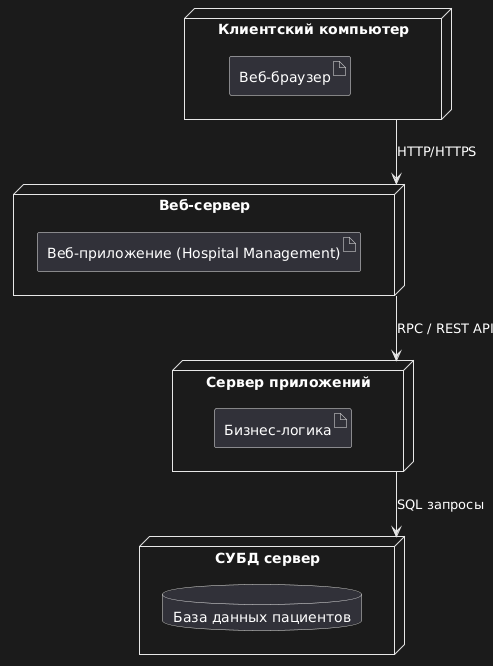 Клиентский компьютер
Веб-браузер
HTTP/HTTPS
Веб-сервер
Веб-приложение (Hospital Management)
RPC / REST API
Сервер приложений
Бизнес-логика
SQL запросы
СУБД сервер
База данных пациентов